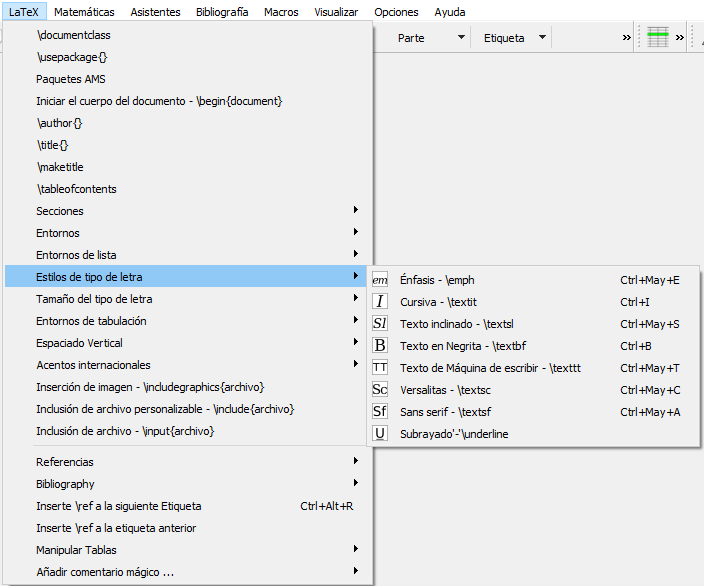 LaTeX Matemáticas Asistentes Bibliografía Macros Visualizar Opciones Ayuda
Parte Etiqueta » »
\documentclass
\usepackage{}
Paquetes AMS
Iniciar el cuerpo del documento - \begin{document}
\author{}
\title{}
\maketitle
\tableofcontents
Secciones
Entornos
Entornos de lista
Estilos de tipo de letra
Tamaño del tipo de letra
Entornos de tabulación
Espaciado Vertical
Acentos internacionales
Inserción de imagen - \includegraphics{archivo}
Inclusión de archivo personalizable - \include{archivo}
Inclusión de archivo - \input{archivo}
Referencias
Bibliography
Inserte \ref a la siguiente Etiqueta Ctrl+Alt+R
Inserte \ref a la etiqueta anterior
Manipular Tablas
Añadir comentario mágico ...
em Énfasis - \emph Ctrl+May+E
I Cursiva - \textit Ctrl+I
Sl Texto inclinado - \textsl Ctrl+May+S
B Texto en Negrita - \textbf Ctrl+B
TT Texto de Máquina de escribir - \texttt Ctrl+May+T
Sc Versalitas - \textsc Ctrl+May+C
Sf Sans serif - \textsf Ctrl+May+A
U Subrayado'-'\underline